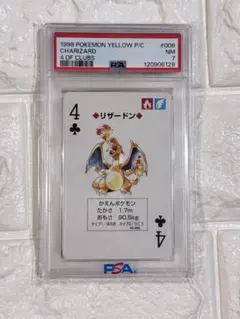 1998 POKEMON YELLOW P/C #006
CHARIZARD NM
4 OF CLUBS PSA 7
120906128
4
リザードン
かえんポケモン
たかさ 1.7m
おもさ 90.5kg
4
PSA